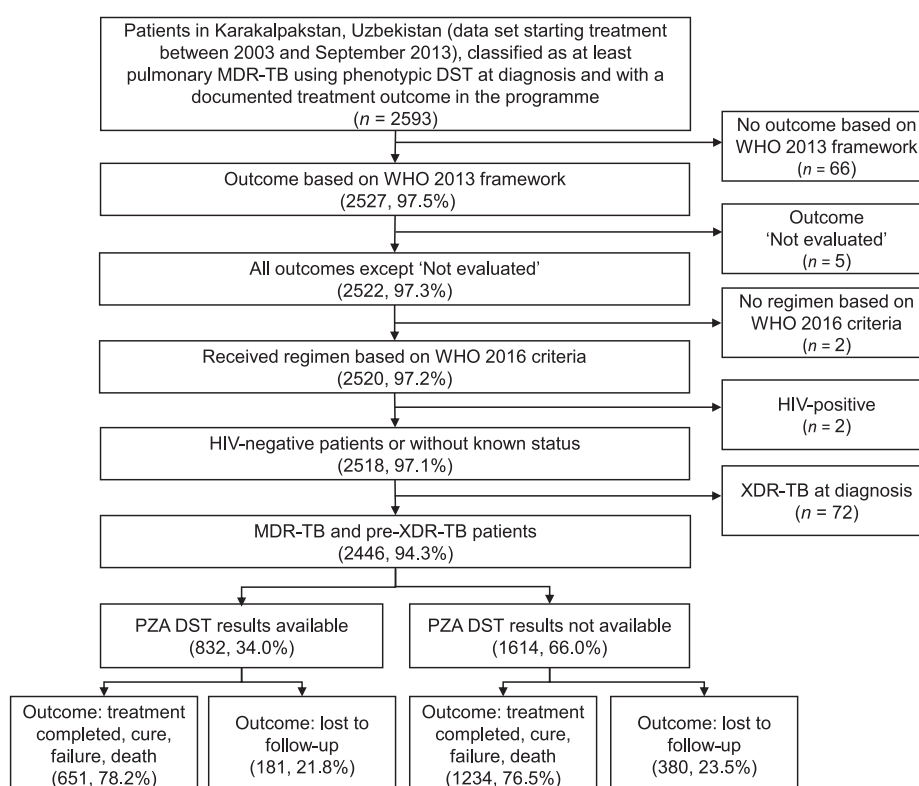 Patients in Karakalpakstan, Uzbekistan (data set starting treatment
between 2003 and September 2013), classified as at least
pulmonary MDR-TB using phenotypic DST at diagnosis and with a
documented treatment outcome in the programme
(n = 2593)
No outcome based on
WHO 2013 framework
(n = 66)
Outcome based on WHO 2013 framework
(2527, 97.5%)
Outcome
‘Not evaluated’
(n = 5)
All outcomes except ‘Not evaluated’
(2522, 97.3%)
No regimen based on
WHO 2016 criteria
(n = 2)
Received regimen based on WHO 2016 criteria
(2520, 97.2%)
HIV-positive
(n = 2)
HIV-negative patients or without known status
(2518, 97.1%)
XDR-TB at diagnosis
(n = 72)
MDR-TB and pre-XDR-TB
patients
(2446, 94.3%)
PZA DST results available
(832, 34.0%)
PZA DST results not available
(1614, 66.0%)
Outcome: treatment
completed, cure,
failure, death
(651, 78.2%)
Outcome: lost to
follow-up
(181, 21.8%)
Outcome: treatment
completed, cure,
failure, death
(1234, 76.5%)
Outcome: lost to
follow-up
(380, 23.5%)